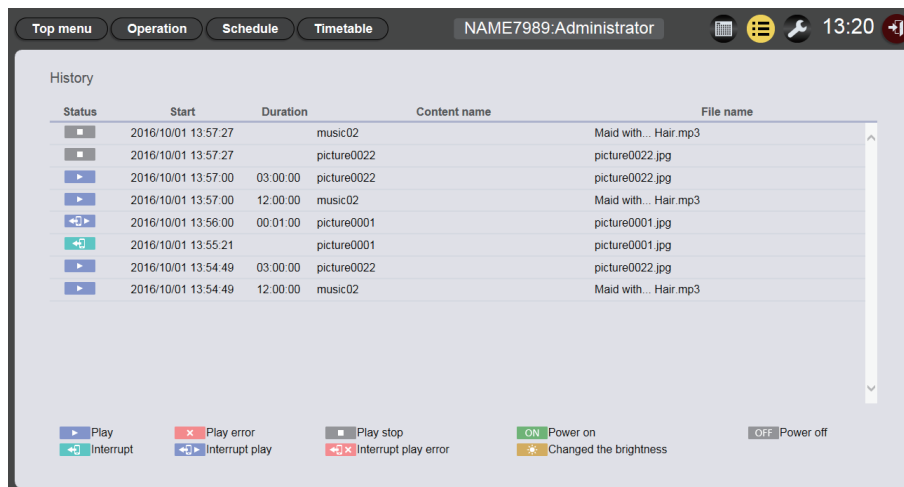 Top menu Operation Schedule Timetable NAME7989:Administrator 13:20
History
Status Start Duration Content name File name
2016/10/01 13:57:27 music02 Maid with... Hair.mp3
2016/10/01 13:57:27 picture0022 picture0022.jpg
2016/10/01 13:57:00 03:00:00 picture0022 picture0022.jpg
2016/10/01 13:57:00 12:00:00 music02 Maid with... Hair.mp3
2016/10/01 13:56:00 00:01:00 picture0001 picture0001.jpg
2016/10/01 13:55:21 picture0001 picture0001.jpg
2016/10/01 13:54:49 03:00:00 picture0022 picture0022.jpg
2016/10/01 13:54:49 12:00:00 music02 Maid with... Hair.mp3
Play Play error Play stop ON Power on OFF Power off
Interrupt Interrupt play Interrupt play error Changed the brightness